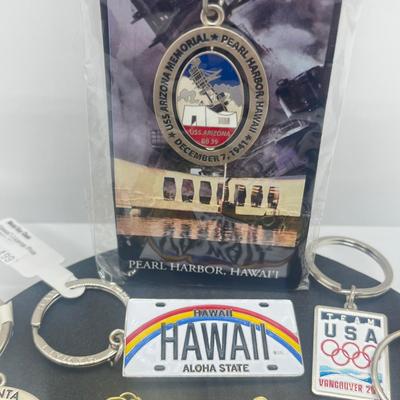 USS ARIZONA MEMORIAL ★ PEARL HARBOR, HAWAII ★ DECEMBER 7, 1941
USS ARIZONA
BB 39
PEARL HARBOR, HAWAI'I
HAWAII
HAWAII
ALOHA STATE
TEAM
USA
VANCOUVER 20